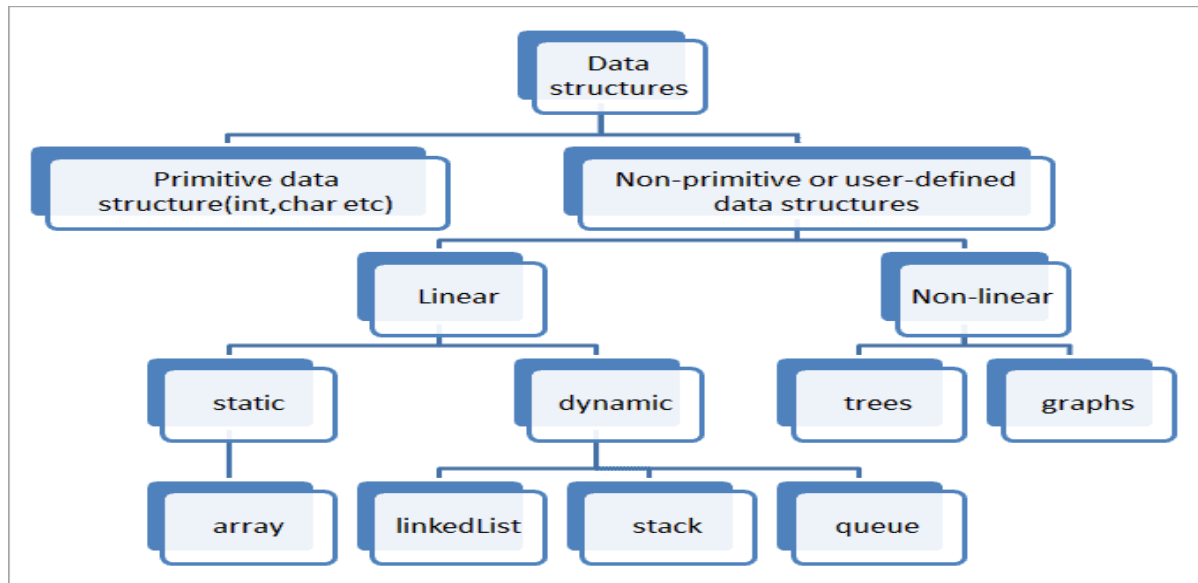 Data
structures
Primitive data
structure(int,char etc)
Non-primitive or user-defined
data structures
Linear
Non-linear
static
dynamic
trees
graphs
array
linkedList
stack
queue